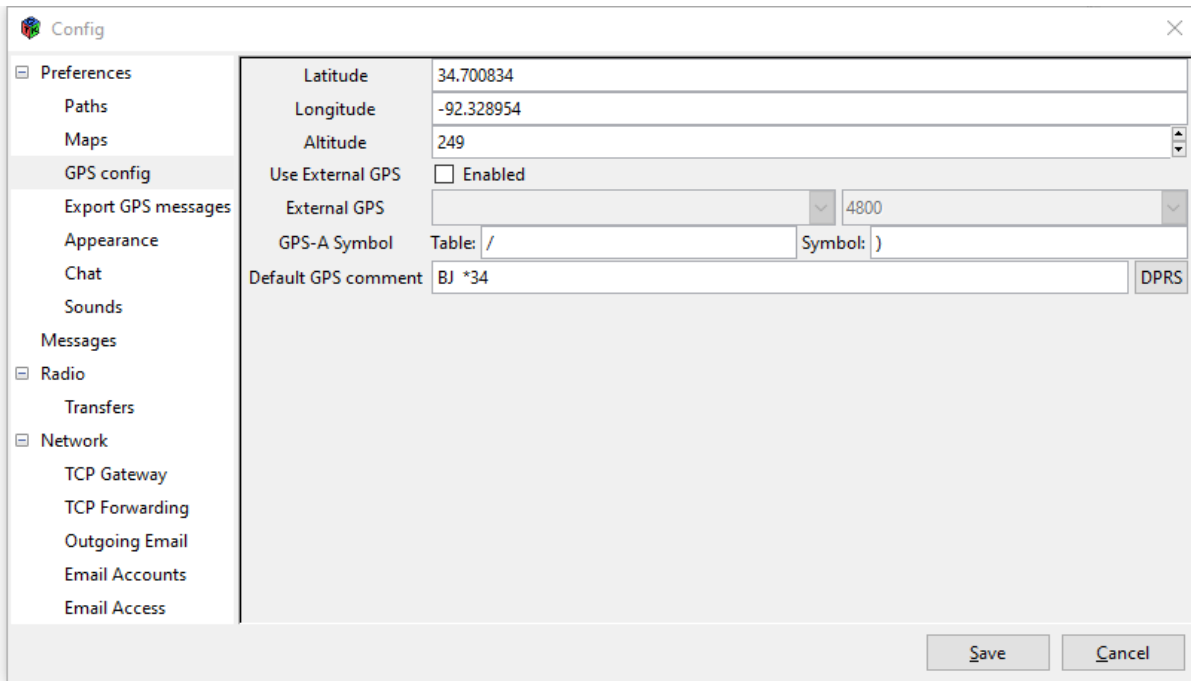 Config
Preferences
Paths
Maps
GPS config
Export GPS messages
Appearance
Chat
Sounds
Messages
Radio
Transfers
Network
TCP Gateway
TCP Forwarding
Outgoing Email
Email Accounts
Email Access
Latitude 34.700834
Longitude -92.328954
Altitude 249
Use External GPS Enabled
External GPS 4800
GPS-A Symbol Table: / Symbol: )
Default GPS comment BJ  *34 DPRS
Save Cancel